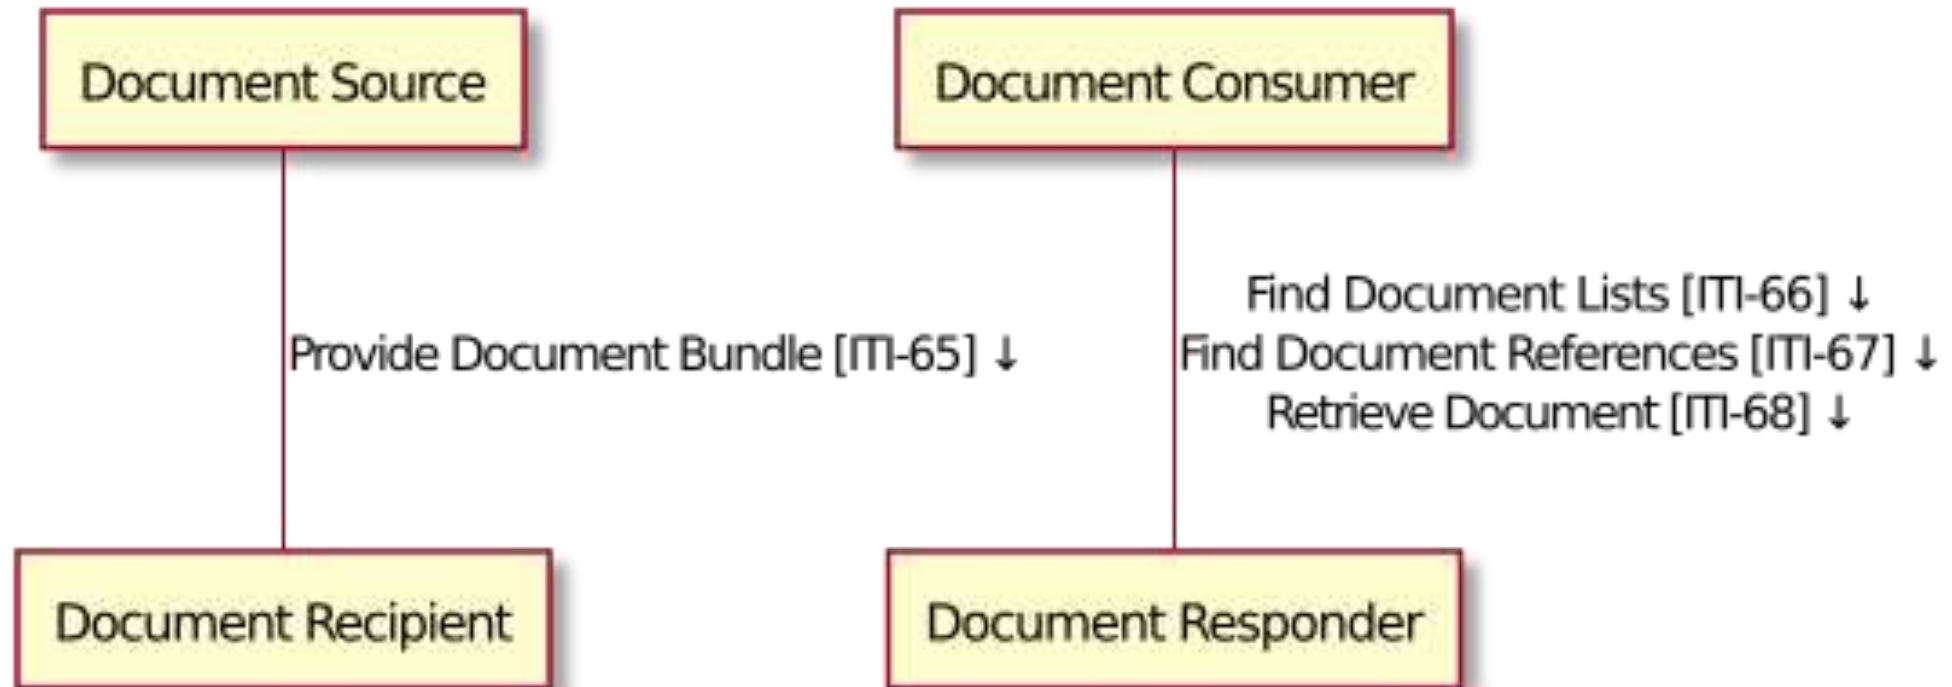 Document Source
Document Consumer
Find Document Lists [ITI-66] ↓
Provide Document Bundle [ITI-65] ↓
Find Document References [ITI-67] ↓
Retrieve Document [ITI-68] ↓
Document Recipient
Document Responder